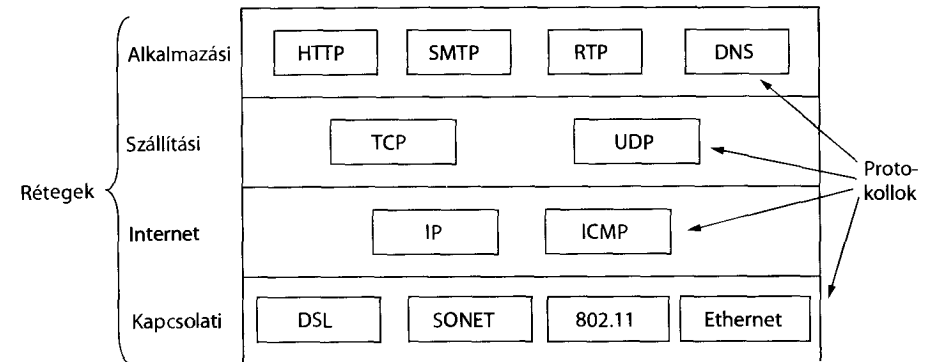 Alkalmazási
HTTP
SMTP
RTP
DNS
Szállítási
TCP
UDP
Proto-
kollok
Rétegek
Internet
IP
ICMP
Kapcsolati
DSL
SONET
802.11
Ethernet